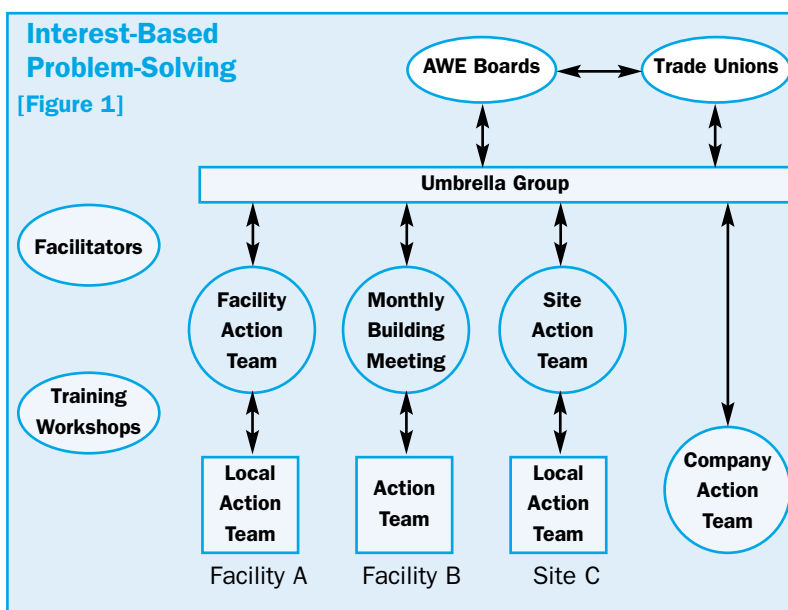 Interest-Based
Problem-Solving
[Figure 1]
AWE Boards
Trade Unions
Umbrella Group
Facilitators
Facility
Action
Team
Monthly
Building
Meeting
Site
Action
Team
Training
Workshops
Local
Action
Team
Action
Team
Local
Action
Team
Company
Action
Team
Facility A
Facility B
Site C